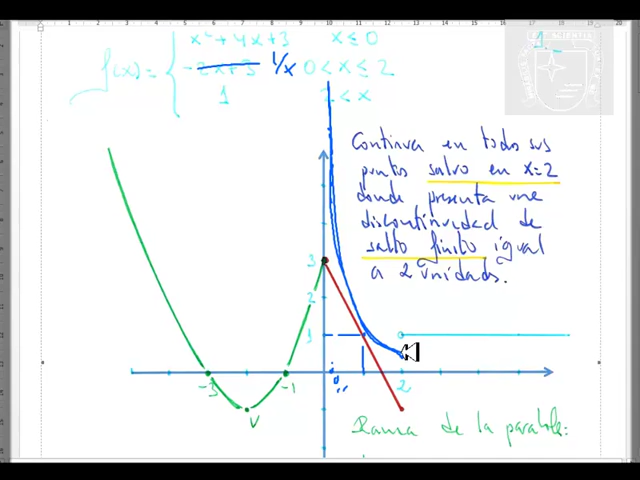 x² + 4x + 3   x ≤ 0
f(x) = -2x+3 1/x 0 < x ≤ 2
1   2 < x
1.
Continua en todos sus
puntos salvo en x=2
donde presenta una
discontinuidad de
salto finito igual
a 2 unidades.
3
2
1
-3
-1
2
V
Rama de la parábola: